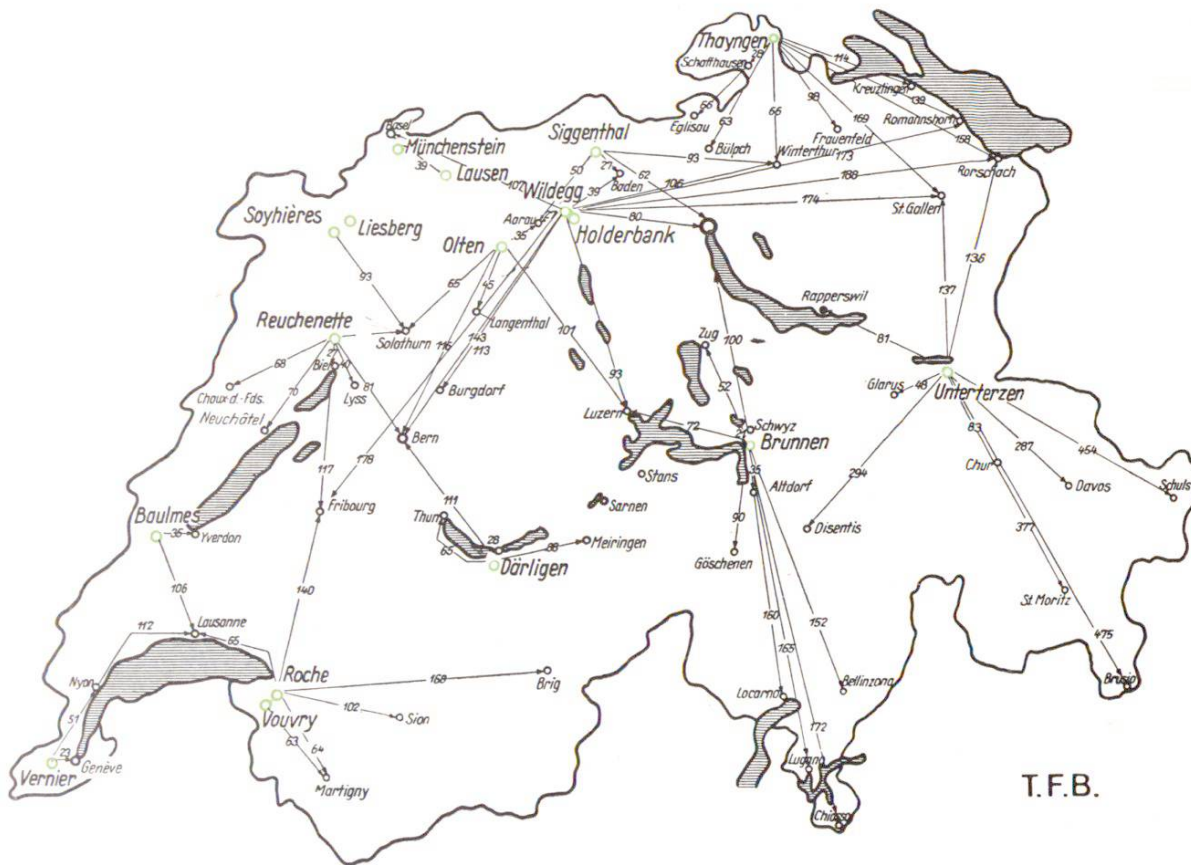 Thayngen
28
Schaffhausen
114
Kreuzlingen
139
66
63
66
98
169
Romannshorn
158
Eglisau
Basel
Münchenstein
Siggenthal
Bülach
Frauenfeld
39
Lausen
102
50
27
93
Winterthur
173
Rorschach
Wildegg
39
Baden
62
106
188
Soyhières
Liesberg
Aarau
27
35
80
174
St.Gallen
Holderbank
Olten
93
65
45
136
137
Reuchenette
Solothurn
Langenthal
101
Rapperswil
116
143
113
Zug
100
81
27
Biel
68
70
81
Lyss
Burgdorf
93
52
Glarus
48
Unterterzen
Chaux d.-Fds.
Neuchâtel
Luzern
Schwyz
72
Brunnen
Bern
83
287
454
117
178
Stans
35
Altdorf
294
Chur
Davos
Schuls
Baulmes
Fribourg
111
Thun
Sarnen
90
Disentis
377
36
Yverdon
65
28
88
Meiringen
Göschenen
Därligen
106
140
St.Moritz
112
Lausanne
65
160
165
152
475
Nyon
Roche
168
Brig
Locarno
Bellinzona
Brusio
51
Vouvry
102
Sion
63
64
172
23
Genève
Vernier
Martigny
Lugano
Chiasso
T.F.B.